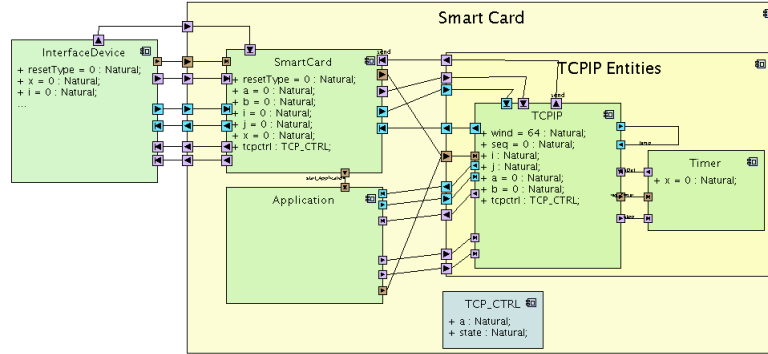 Smart Card
InterfaceDevice
+ resetType = 0 : Natural;
+ x = 0 : Natural;
+ i = 0 : Natural;
...
SmartCard
+ resetType = 0 : Natural;
+ a = 0 : Natural;
+ b = 0 : Natural;
+ i = 0 : Natural;
+ j = 0 : Natural;
+ x = 0 : Natural;
+ tcpctrl : TCP_CTRL;
send
start_Application
Application
TCPIP Entities
send
TCPIP
+ wind = 64 : Natural;
+ seq = 0 : Natural;
+ i : Natural;
+ j : Natural;
+ a = 0 : Natural;
+ b = 0 : Natural;
+ tcpctrl : TCP_CTRL;
Timer
+ x = 0 : Natural;
TCP_CTRL
+ a : Natural;
+ state : Natural;